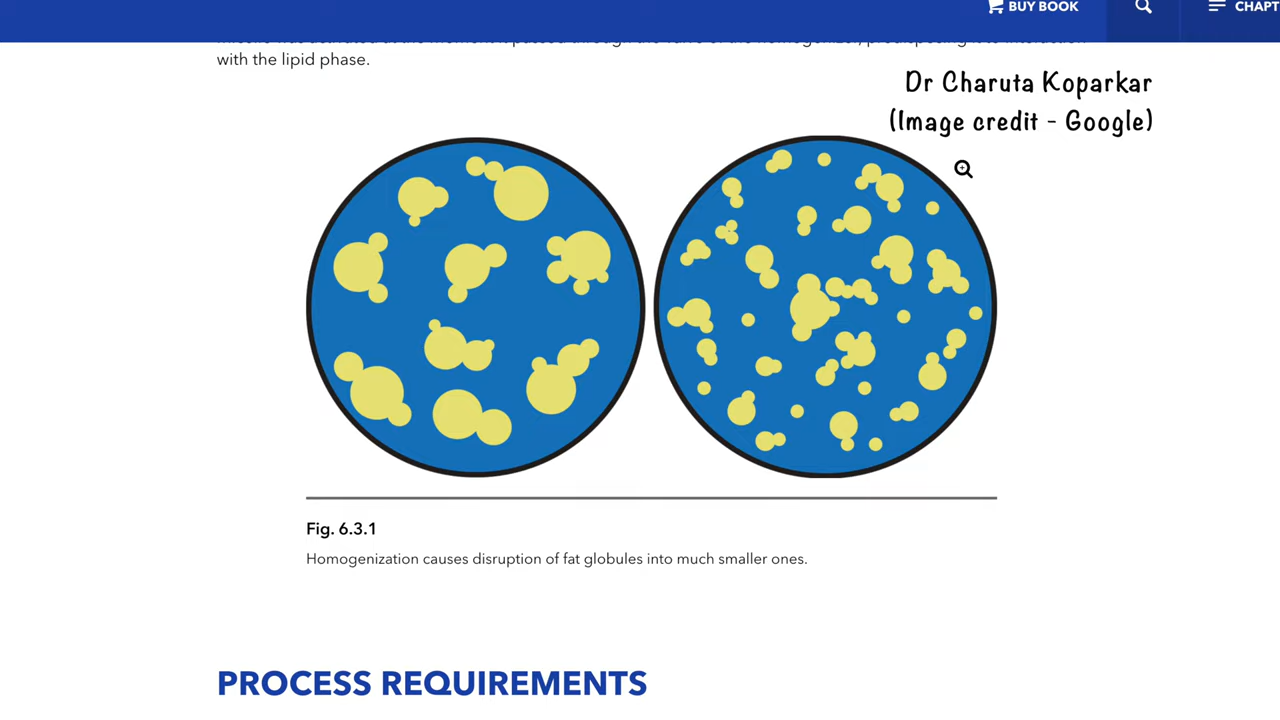 BUY BOOK
CHAPT
with the lipid phase.
Dr Charuta Koparkar
(Image credit - Google)
Fig. 6.3.1
Homogenization causes disruption of fat globules into much smaller ones.
PROCESS REQUIREMENTS